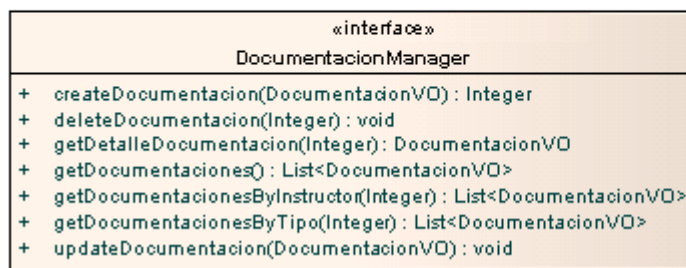 «interface»
DocumentacionManager
+ createDocumentacion(DocumentacionVO) : Integer
+ deleteDocumentacion(Integer) : void
+ getDetalleDocumentacion(Integer) : DocumentacionVO
+ getDocumentaciones() : List<DocumentacionVO>
+ getDocumentacionesByInstructor(Integer) : List<DocumentacionVO>
+ getDocumentacionesByTipo(Integer) : List<DocumentacionVO>
+ updateDocumentacion(DocumentacionVO) : void